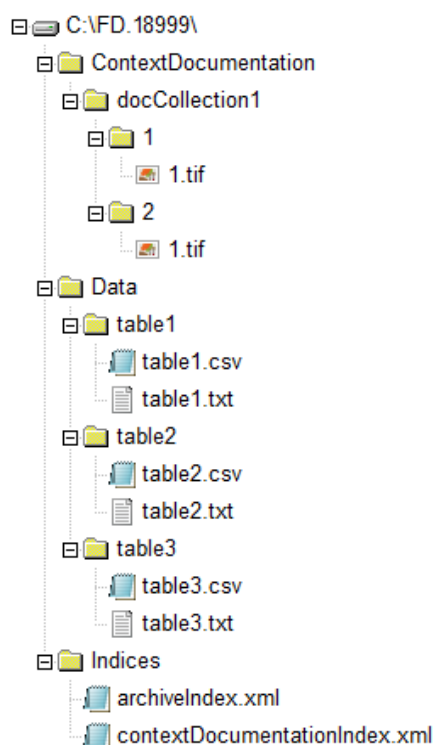 C:\FD.18999\
ContextDocumentation
docCollection1
1
1.tif
2
1.tif
Data
table1
table1.csv
table1.txt
table2
table2.csv
table2.txt
table3
table3.csv
table3.txt
Indices
archiveIndex.xml
contextDocumentationIndex.xml